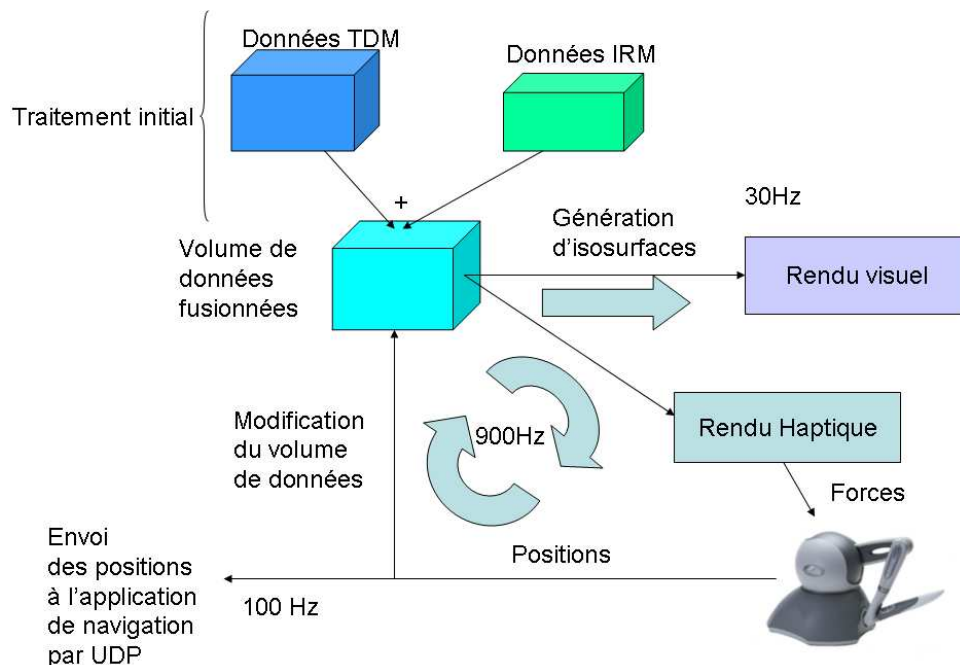 Données TDM
Données IRM
Traitement initial
+
30Hz
Génération
d'isosurfaces
Volume de
données
fusionnées
Rendu visuel
Modification
du volume
de données
900Hz
Rendu Haptique
Forces
Envoi
des positions
à l'application
de navigation
par UDP
Positions
100 Hz